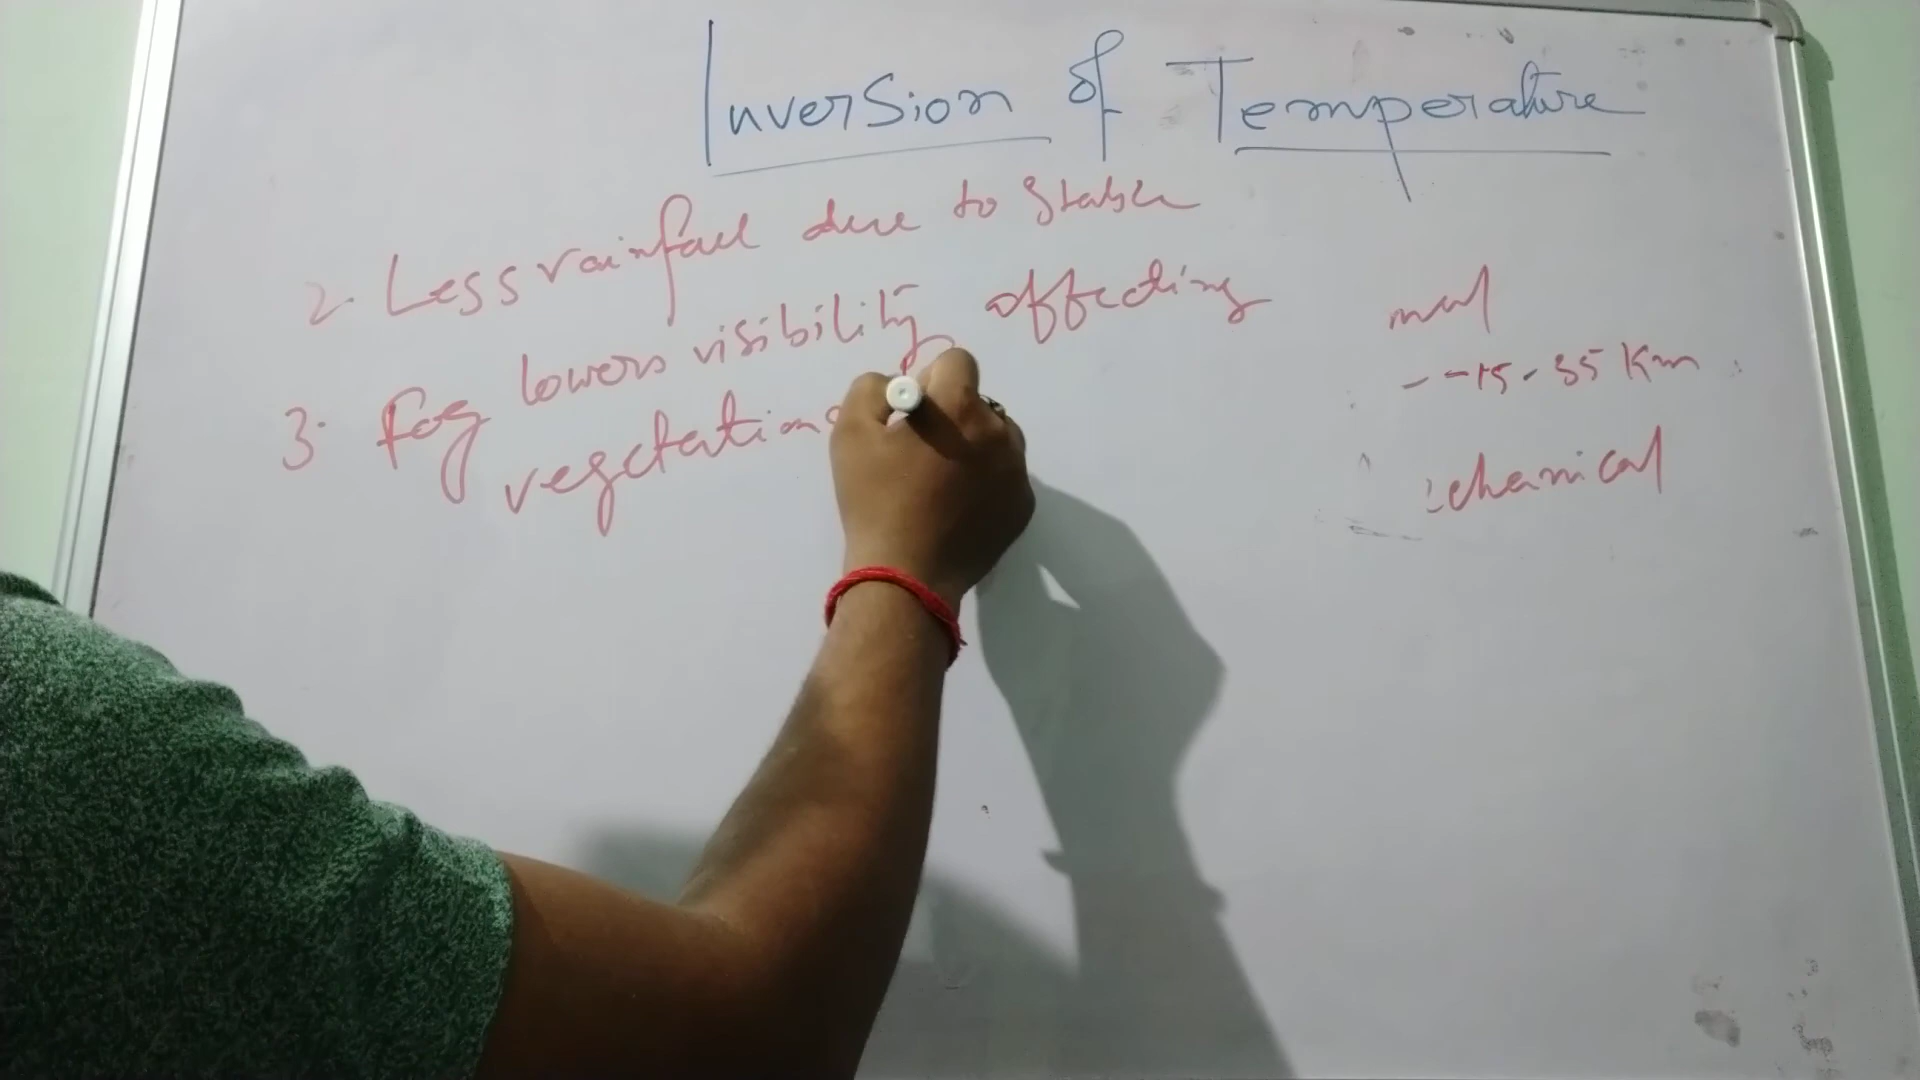 Inversion of Temperature
2. Less rainfall due to Stable
3. Fog lowers visibility affecting
vegetation
15-35 Km
chemical